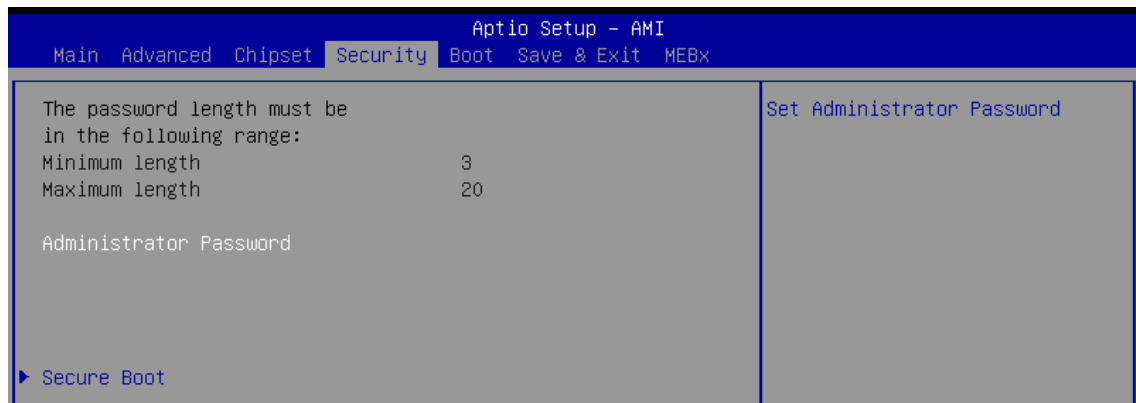 Aptio Setup – AMI
Main Advanced Chipset Security Boot Save & Exit MEBx
The password length must be
in the following range:
Minimum length 3
Maximum length 20
Administrator Password
Secure Boot
Set Administrator Password